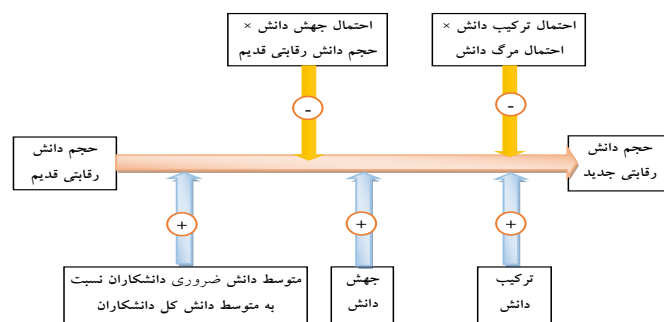 احتمال جهش دانش ×
حجم دانش رقابتی قدیم
احتمال ترکیب دانش ×
احتمال مرگ دانش
-
-
حجم دانش
رقابتی قدیم
حجم دانش
رقابتی جدید
+
+
+
متوسط دانش ضروری دانشکاران نسبت
به متوسط دانش کل دانشکاران
جهش
دانش
ترکیب
دانش